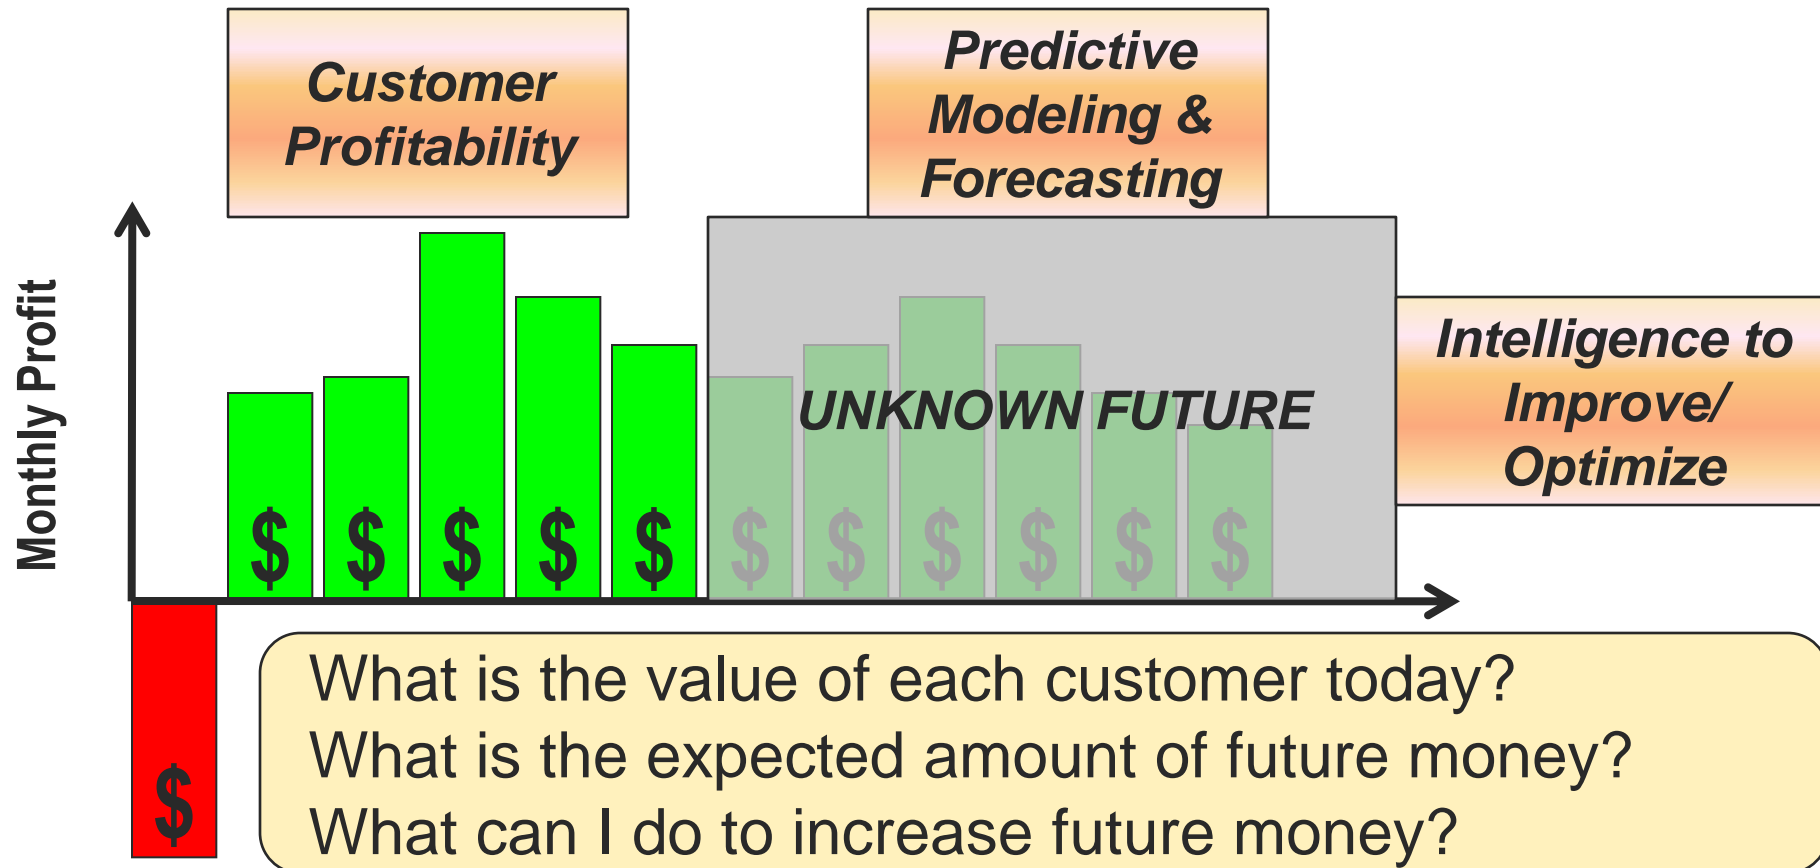 Customer
Profitability
Predictive
Modeling &
Forecasting
Monthly Profit
UNKNOWN FUTURE
Intelligence to
Improve/
Optimize
$ $ $ $ $ $ $ $ $ $ $
$
What is the value of each customer today?
What is the expected amount of future money?
What can I do to increase future money?